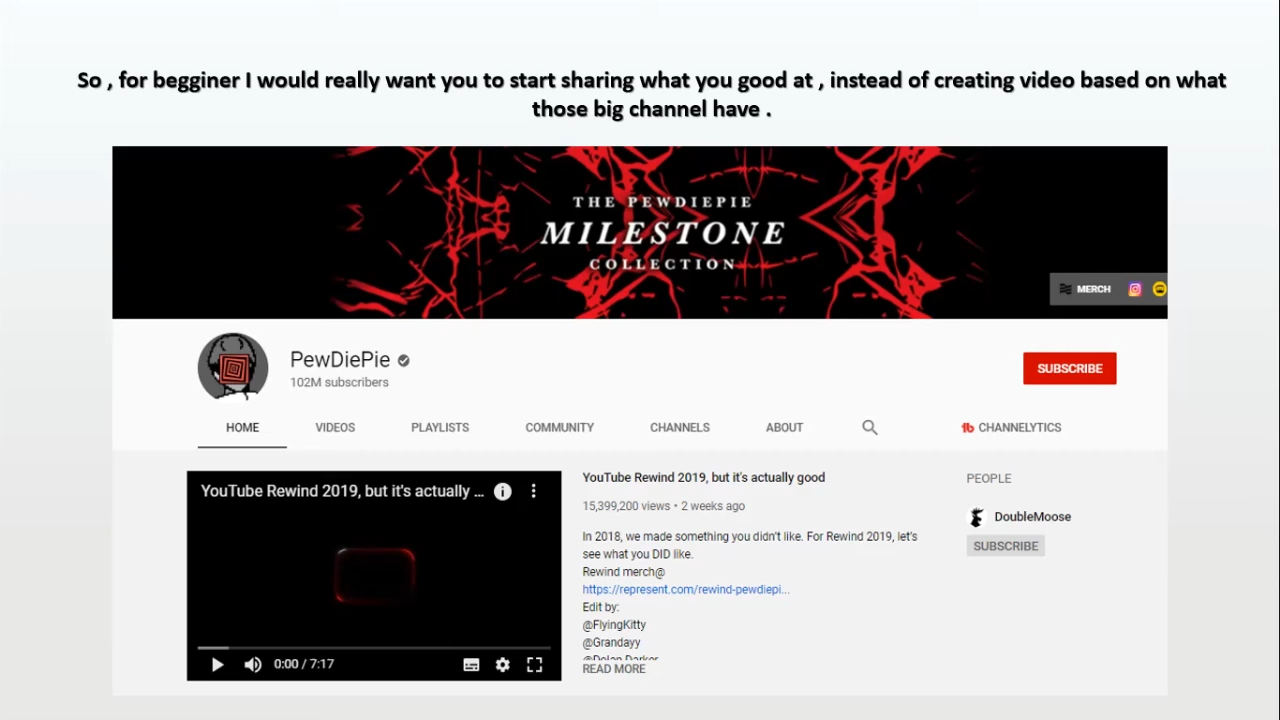 So , for begginer I would really want you to start sharing what you good at , instead of creating video based on what
those big channel have .
THE PEWDIEPIE
MILESTONE
COLLECTION
MERCH
PewDiePie
102M subscribers
SUBSCRIBE
HOME VIDEOS PLAYLISTS COMMUNITY CHANNELS ABOUT CHANNELYTICS
YouTube Rewind 2019, but it's actually ...
0:00 / 7:17
YouTube Rewind 2019, but it's actually good
15,399,200 views • 2 weeks ago
In 2018, we made something you didn't like. For Rewind 2019, let's
see what you DID like.
Rewind merch@
https://represent.com/rewind-pewdiepi...
Edit by:
@FlyingKitty
@Grandayy
@Dolan Darker
READ MORE
PEOPLE
DoubleMoose
SUBSCRIBE